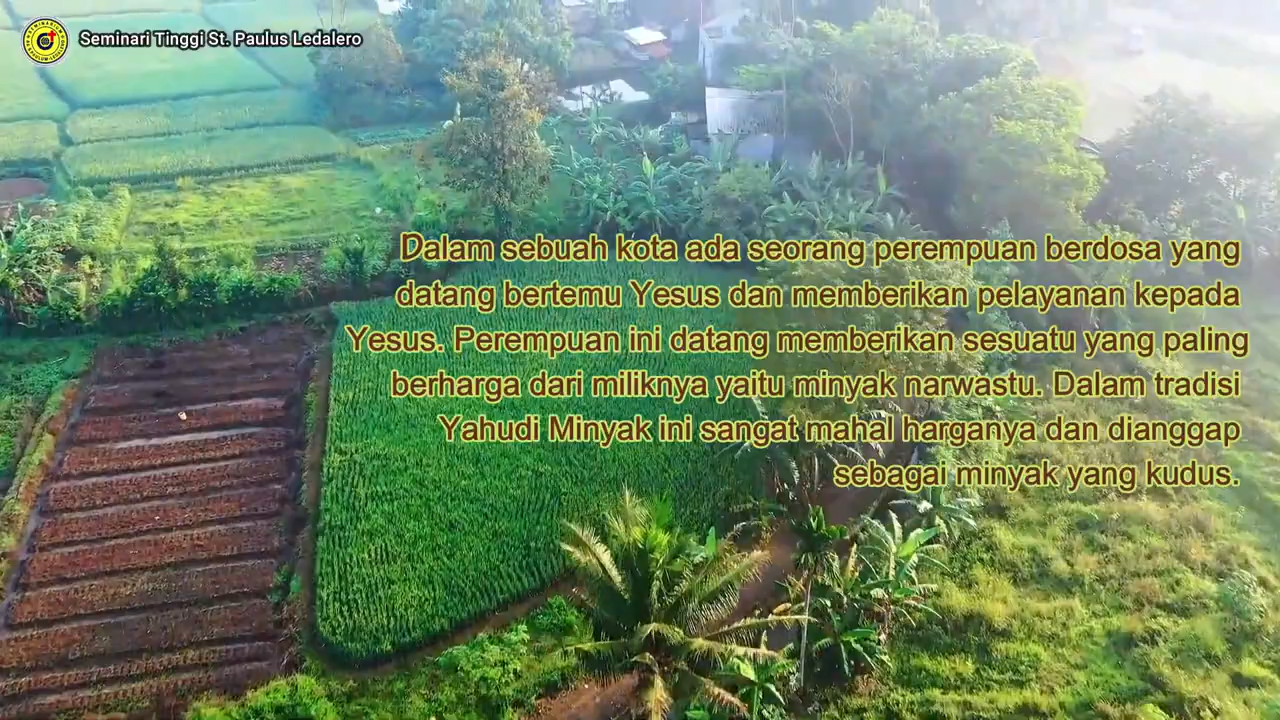 Seminari Tinggi St. Paulus Ledalero
Dalam sebuah kota ada seorang perempuan berdosa yang
datang bertemu Yesus dan memberikan pelayanan kepada
Yesus. Perempuan ini datang memberikan sesuatu yang paling
berharga dari miliknya yaitu minyak narwastu. Dalam tradisi
Yahudi Minyak ini sangat mahal harganya dan dianggap
sebagai minyak yang kudus.